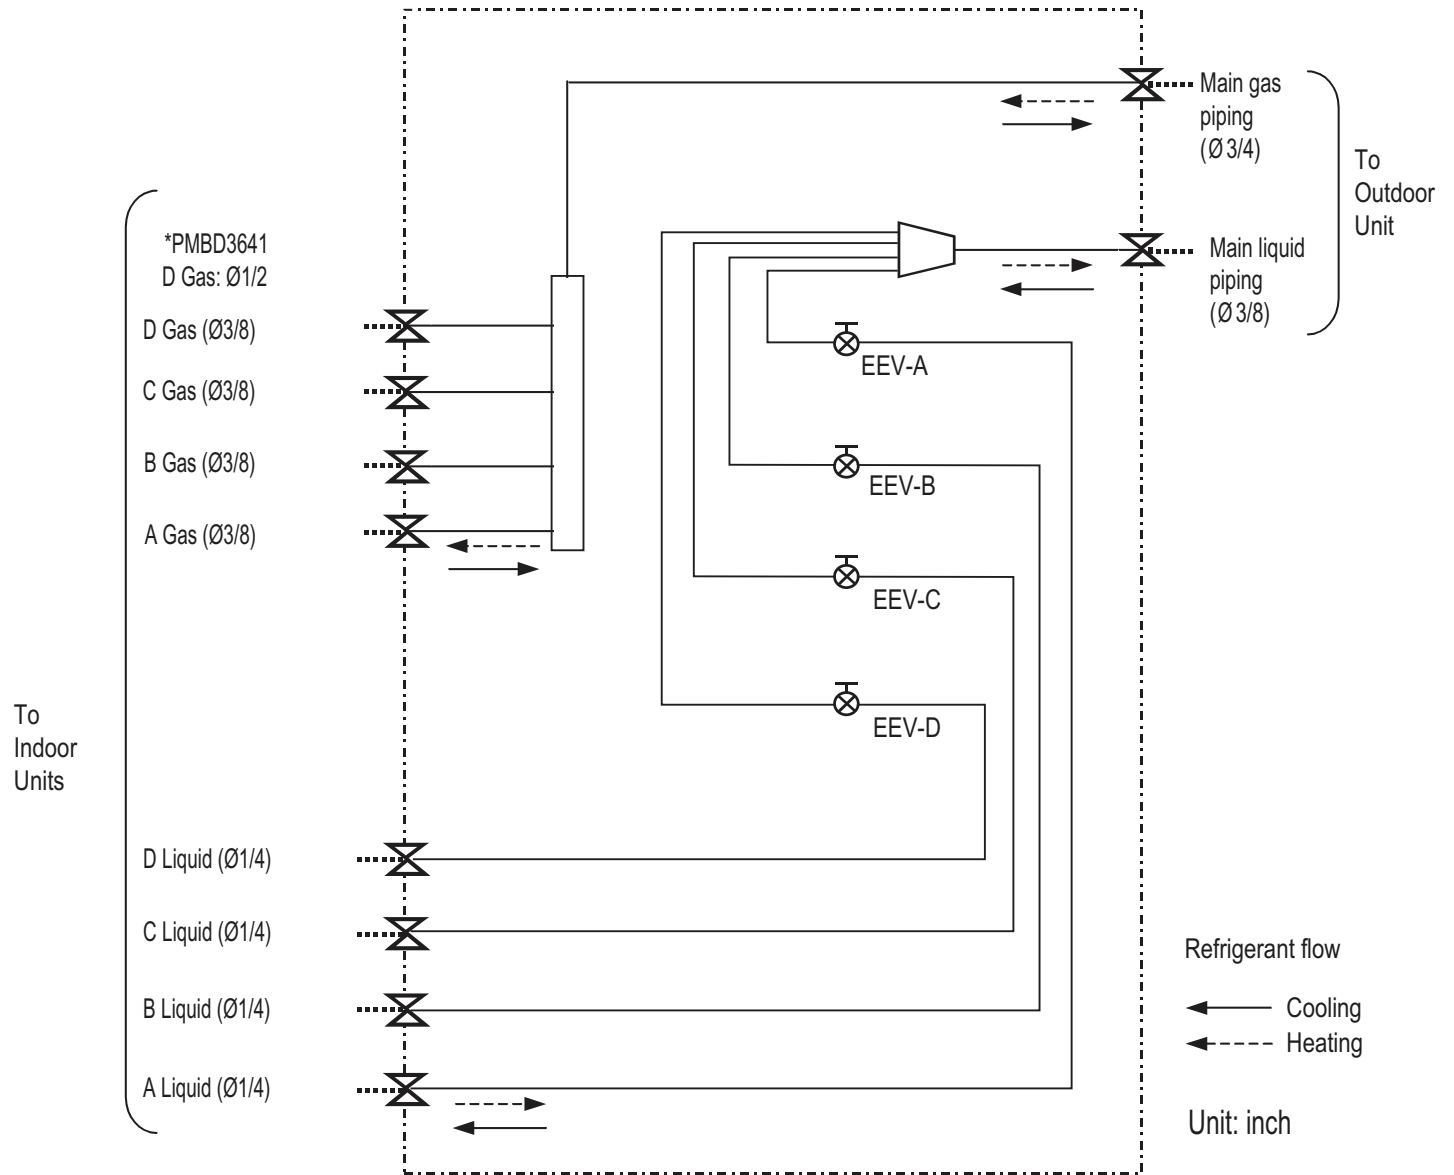 Main gas
piping
(Ø 3/4)
To
Outdoor
Unit
Main liquid
piping
(Ø 3/8)
*PMBD3641
D Gas: Ø1/2
D Gas (Ø3/8)
C Gas (Ø3/8)
B Gas (Ø3/8)
A Gas (Ø3/8)
EEV-A
EEV-B
EEV-C
EEV-D
To
Indoor
Units
D Liquid (Ø1/4)
C Liquid (Ø1/4)
B Liquid (Ø1/4)
A Liquid (Ø1/4)
Refrigerant flow
Cooling
Heating
Unit: inch